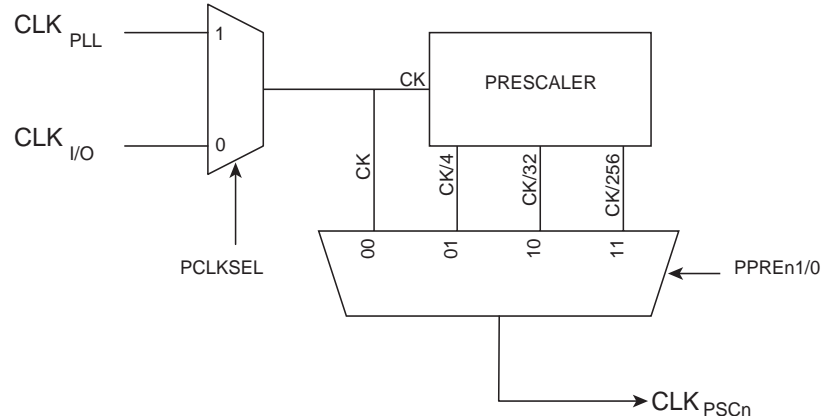 CLK PLL
1
CK
PRESCALER
CLK I/O
0
CK
CK/4
CK/32
CK/256
00
01
10
11
PCLKSEL
PPREn1/0
CLK PSCn